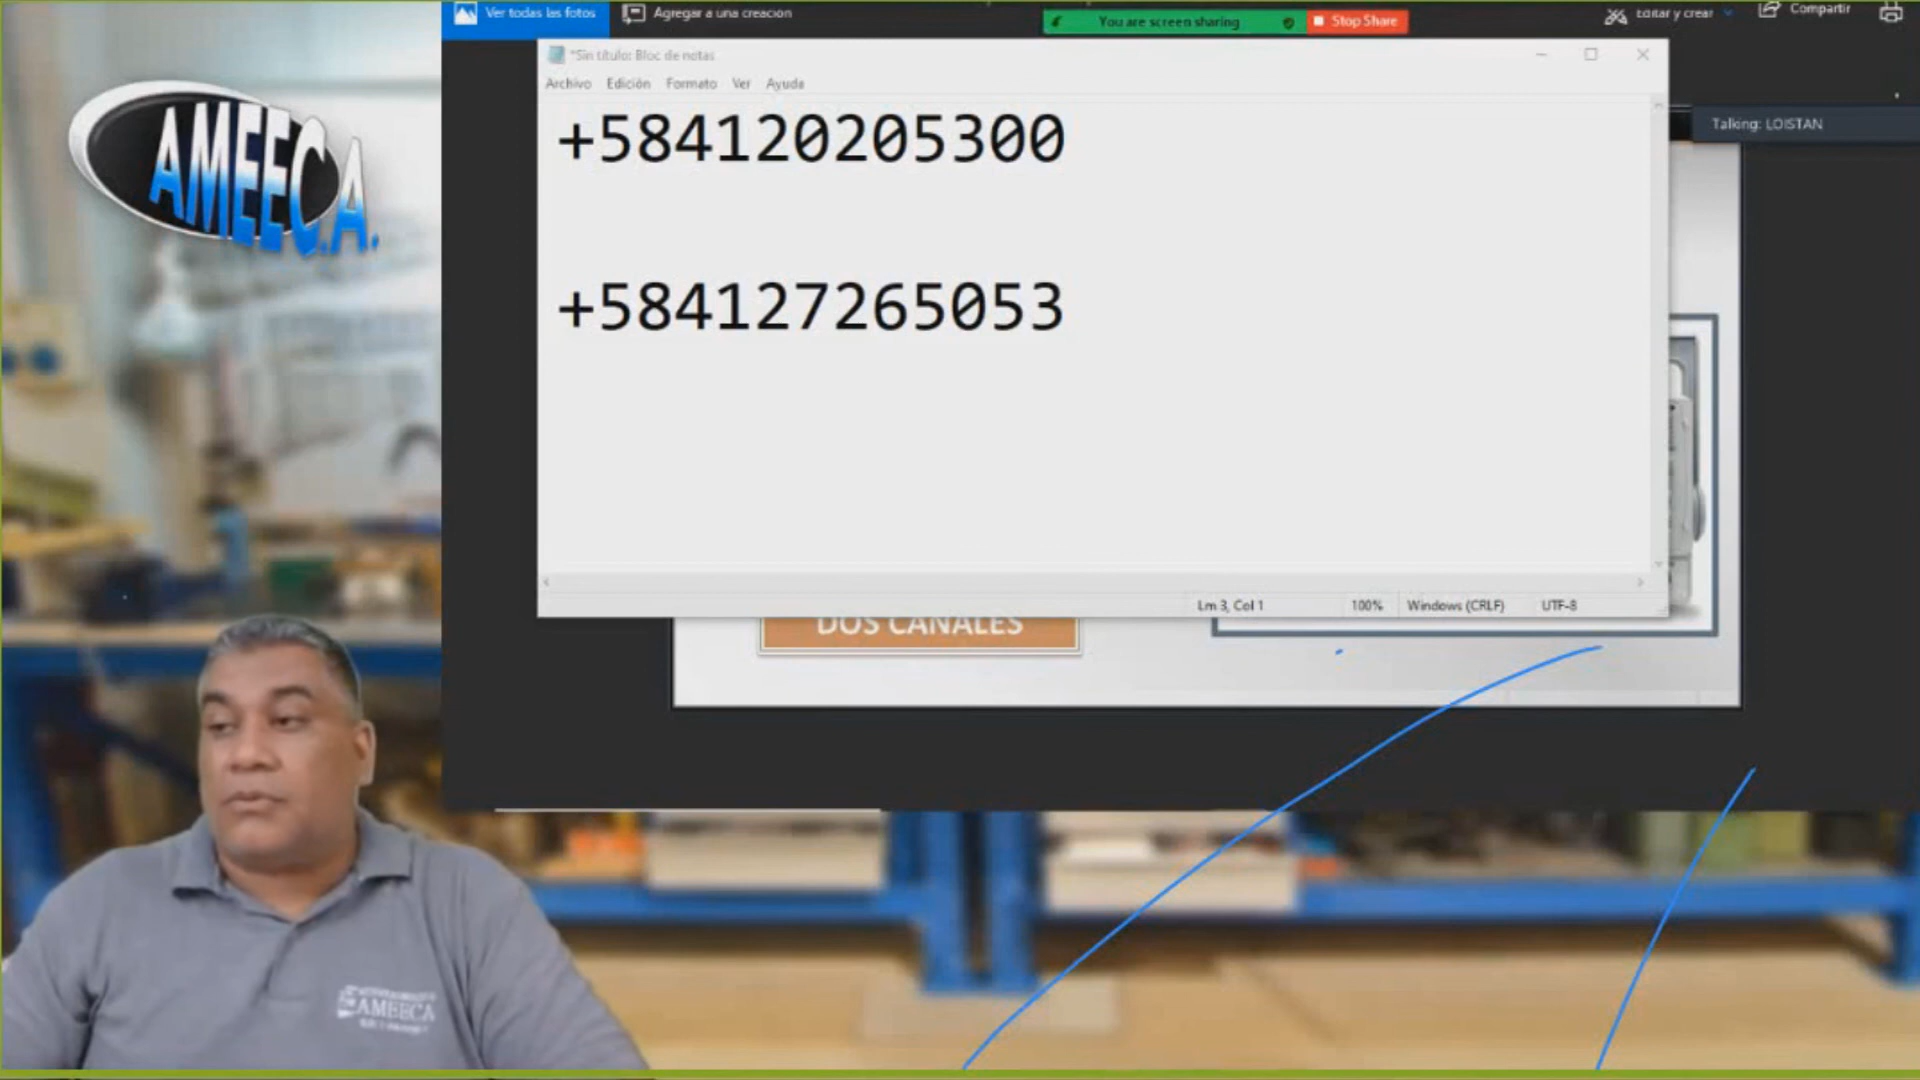 Ver todas las fotos
Agregar a una creación
You are screen sharing
Stop Share
Editar y crear
Compartir
*Sin título: Bloc de notas
Archivo Edición Formato Ver Ayuda
Talking: LOISTAN
+584120205300
+584127265053
Lm 3, Col 1
100%
Windows (CRLF)
UTF-8
DOS CANALES
AMEEC.A.
AMEECA